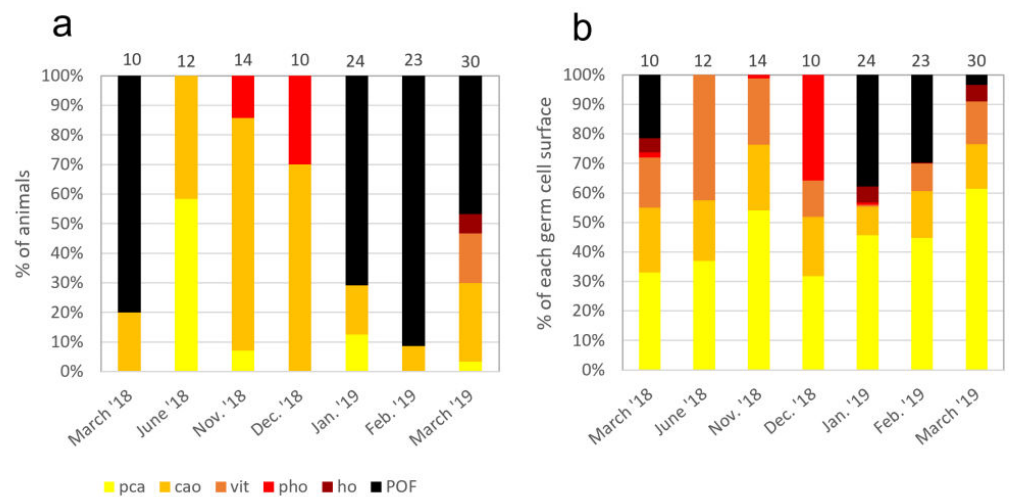 a
10 12 14 10 24 23 30
% of animals
100%
90%
80%
70%
60%
50%
40%
30%
20%
10%
0%
March '18 June '18 Nov. '18 Dec. '18 Jan. '19 Feb. '19 March '19
pca cao vit pho ho POF
b
10 12 14 10 24 23 30
% of each germ cell surface
100%
90%
80%
70%
60%
50%
40%
30%
20%
10%
0%
March '18 June '18 Nov. '18 Dec. '18 Jan. '19 Feb. '19 March '19